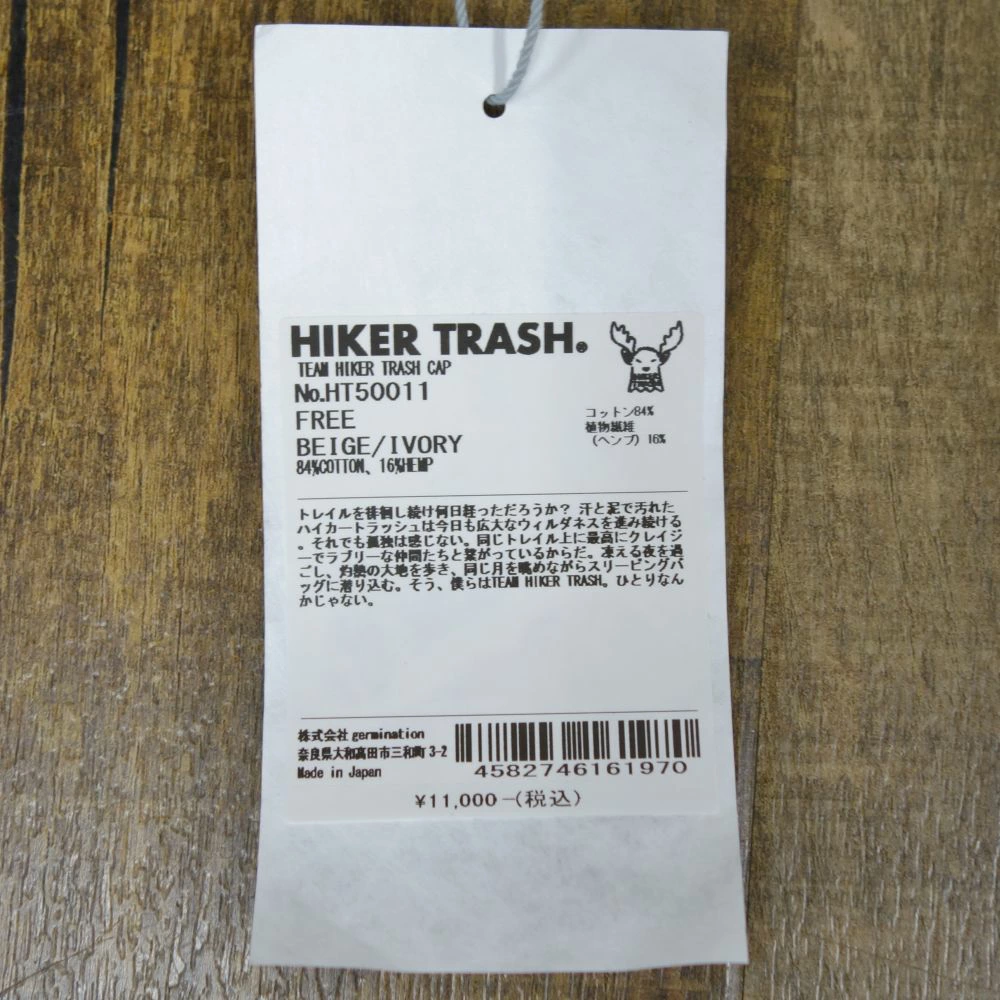 HIKER TRASH®
TEAM HIKER TRASH CAP
No.HT50011
FREE
BEIGE/IVORY
84%COTTON、16%HEMP
コットン84%
植物繊維
(ヘンプ) 16%
トレイルを徘徊し続け何日経っただろうか? 汗と泥で汚れた
ハイカートラッシュは今日も広大なウィルダネスを進み続ける
。それでも孤独は感じない。同じトレイル上に最高にクレイジ
ーでラブリーな仲間たちと繋がっているからだ。凍える夜を過
ごし、灼熱の大地を歩き、同じ月を眺めながらスリーピングバ
ッグに潜り込む。そう、僕らはTEAM HIKER TRASH。ひとりなん
かじゃない。
株式会社germination
奈良県大和高田市三和町3-2
Made in Japan
4582746161970
¥11,000-(税込)